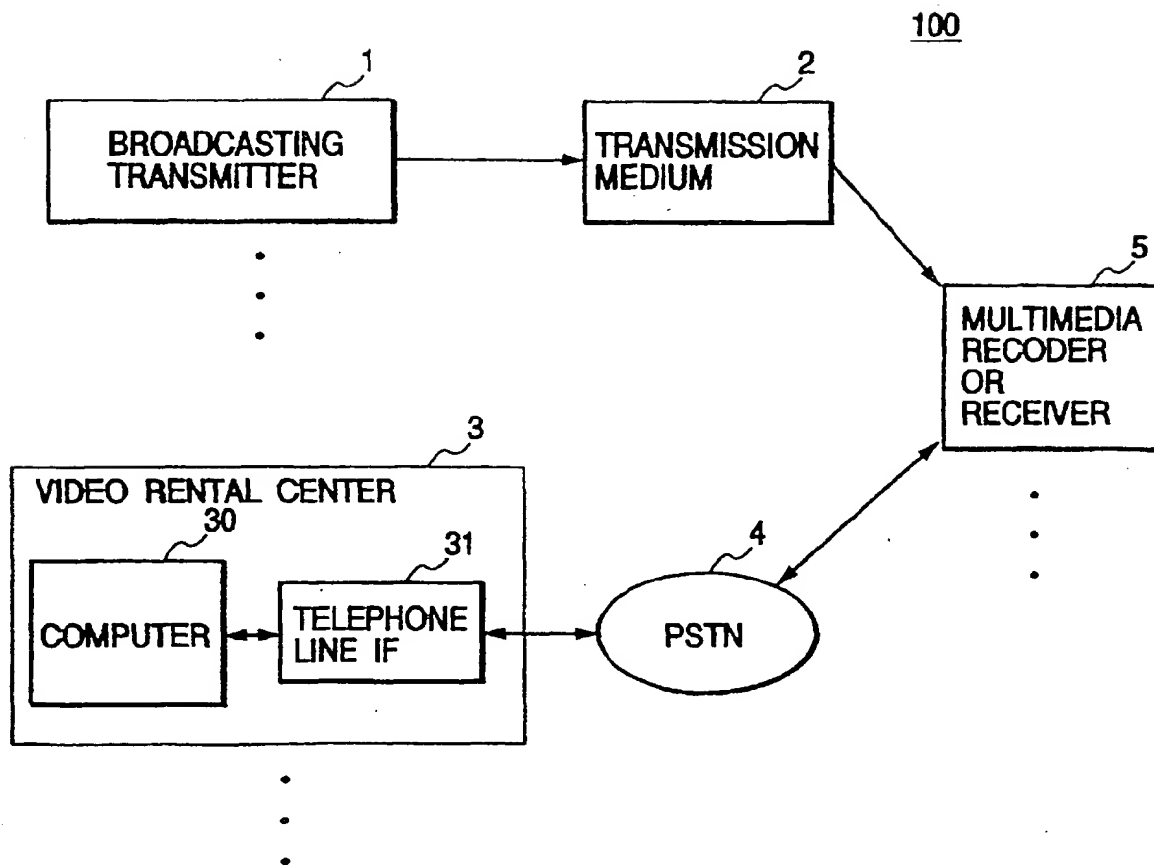 100
1
BROADCASTING
TRANSMITTER
2
TRANSMISSION
MEDIUM
5
MULTIMEDIA
RECODER
OR
RECEIVER
3
VIDEO RENTAL CENTER
30
COMPUTER
31
TELEPHONE
LINE IF
4
PSTN